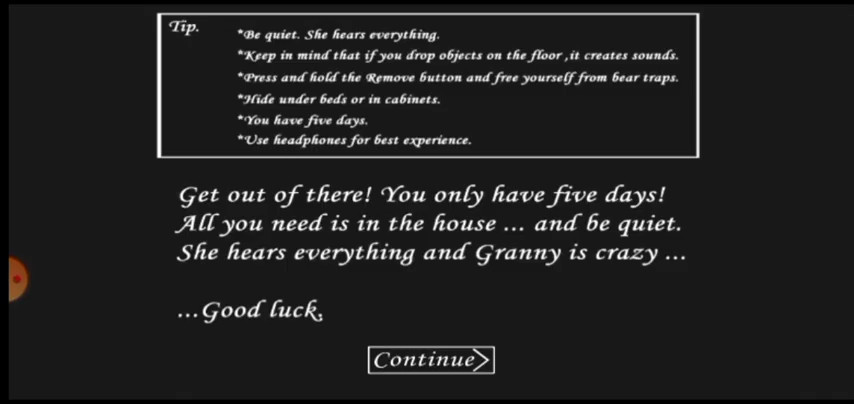 Tip.
*Be quiet. She hears everything.
*Keep in mind that if you drop objects on the floor ,it creates sounds.
*Press and hold the Remove button and free yourself from bear traps.
*Hide under beds or in cabinets.
*You have five days.
*Use headphones for best experience.
Get out of there! You only have five days!
All you need is in the house ... and be quiet.
She hears everything and Granny is crazy ...
...Good luck.
Continue>